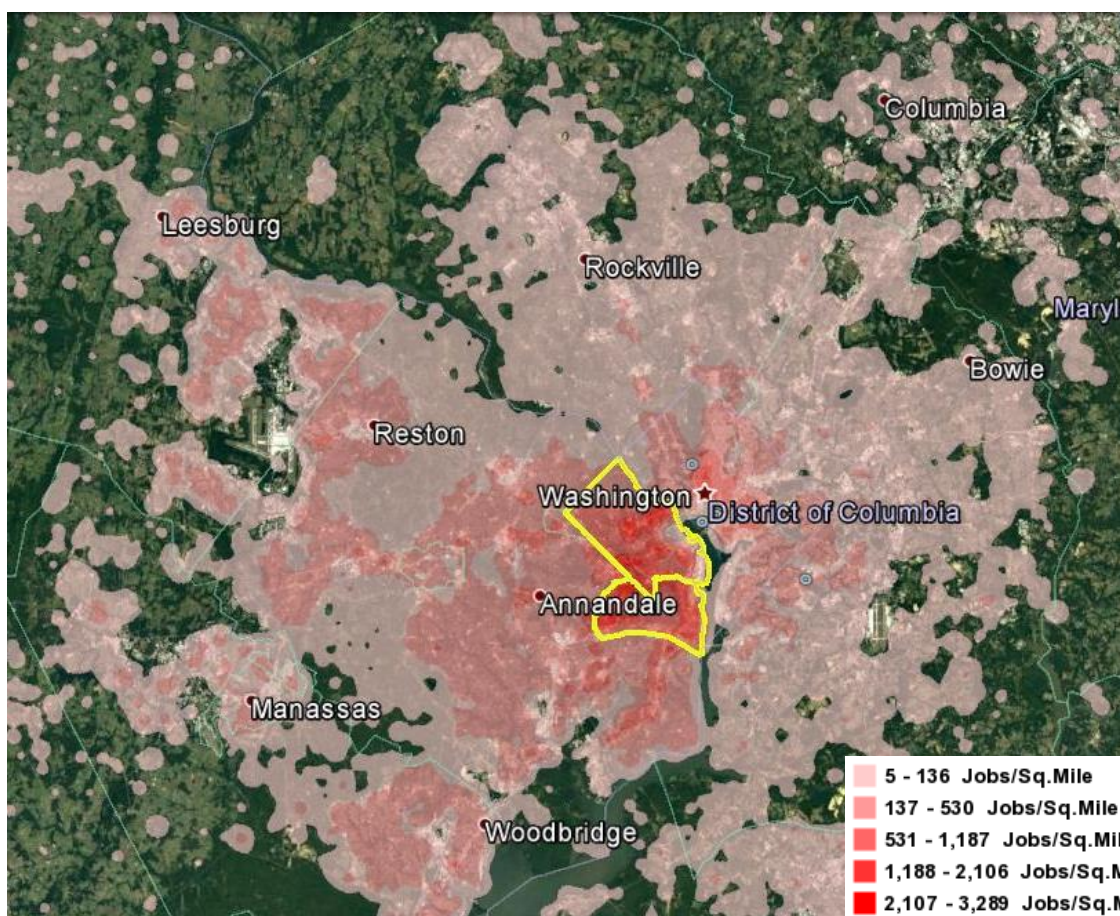 Columbia
Leesburg
Rockville
Maryl
Bowie
Reston
Washington
District of Columbia
Annandale
Manassas
Woodbridge
5 - 136 Jobs/Sq.Mile
137 - 530 Jobs/Sq.Mile
531 - 1,187 Jobs/Sq.Mil
1,188 - 2,106 Jobs/Sq.M
2,107 - 3,289 Jobs/Sq.M